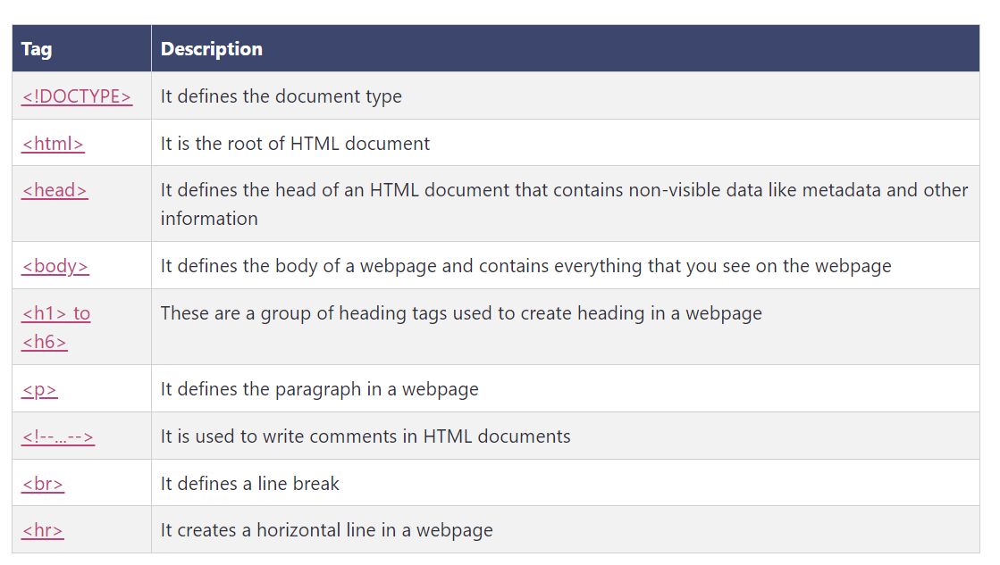 Tag Description
<!DOCTYPE> It defines the document type
<html> It is the root of HTML document
<head> It defines the head of an HTML document that contains non-visible data like metadata and other
information
<body> It defines the body of a webpage and contains everything that you see on the webpage
<h1> to These are a group of heading tags used to create heading in a webpage
<h6>
<p> It defines the paragraph in a webpage
<!--...--> It is used to write comments in HTML documents
<br> It defines a line break
<hr> It creates a horizontal line in a webpage